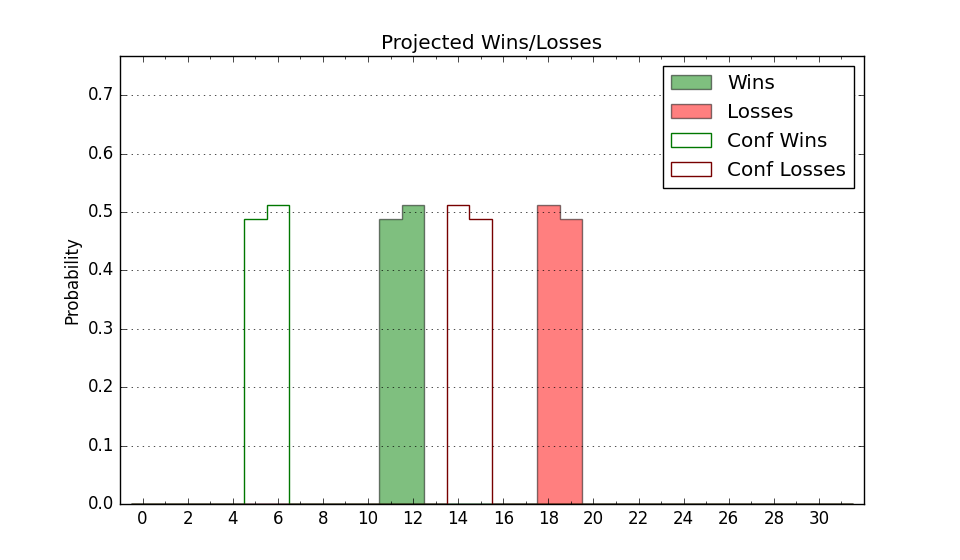 Projected Wins/Losses
Wins
Losses
Conf Wins
Conf Losses
Probability
0.7
0.6
0.5
0.4
0.3
0.2
0.1
0.0
0 2 4 6 8 10 12 14 16 18 20 22 24 26 28 30